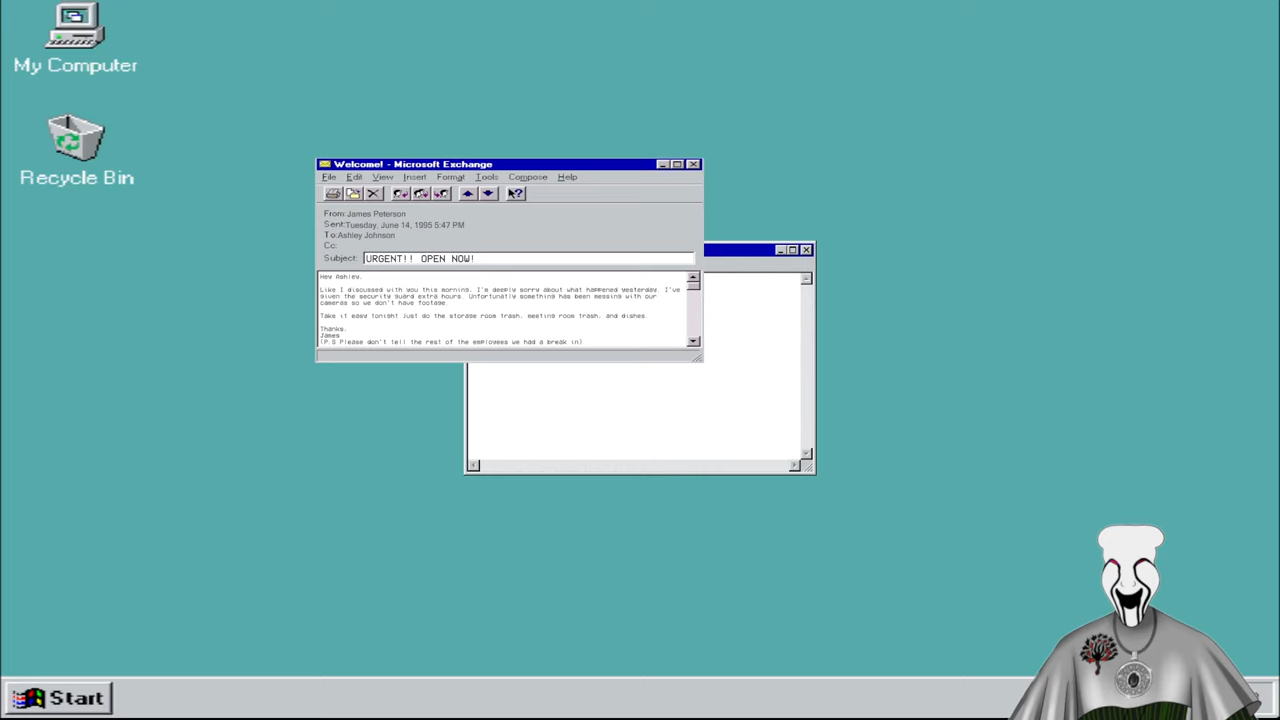 My Computer
Recycle Bin
Welcome! - Microsoft Exchange
File Edit View Insert Format Tools Compose Help
From: James Peterson
Sent: Tuesday, June 14, 1995 5:47 PM
To: Ashley Johnson
Cc:
Subject: URGENT!! OPEN NOW!
Hey Ashley,
Like I discussed with you this morning, I'm deeply sorry about what happened yesterday. I've
given the security guard extra hours. Unfortunatly something has been messing with our
cameras so we don't have footage
Take it easy tonight Just do the storage room trash, meeting room trash, and dishes.
Thanks,
James
(P.S Please don't tell the rest of the employees we had a break in)
Start